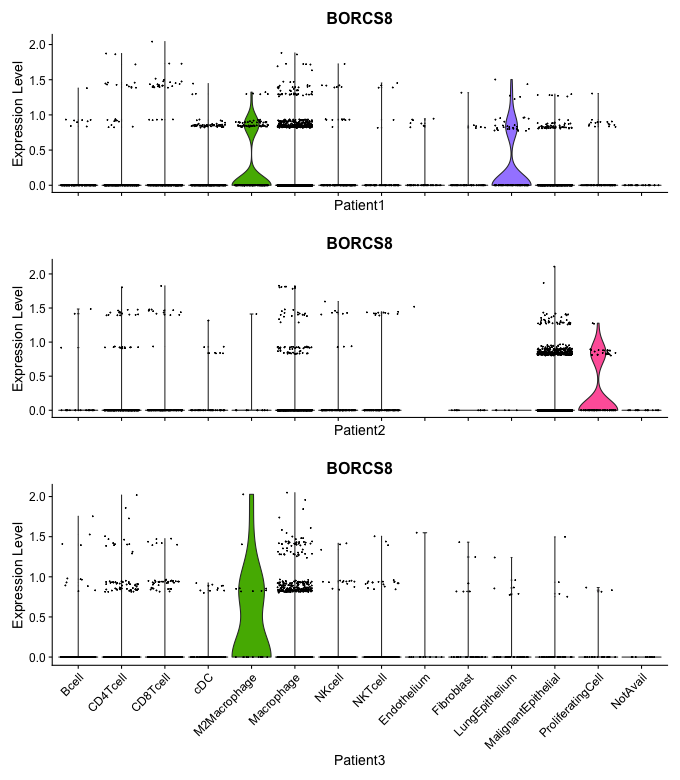 BORCS8
Expression Level
2.0
1.5
1.0
0.5
0.0
Patient1
BORCS8
Expression Level
2.0
1.5
1.0
0.5
0.0
Patient2
BORCS8
Expression Level
2.0
1.5
1.0
0.5
0.0
Bcell
CD4Tcell
CD8Tcell
cDC
M2Macrophage
Macrophage
NKcell
NKTcell
Endothelium
Fibroblast
LungEpithelium
MalignantEpithelial
ProliferatingCell
NotAvail
Patient3